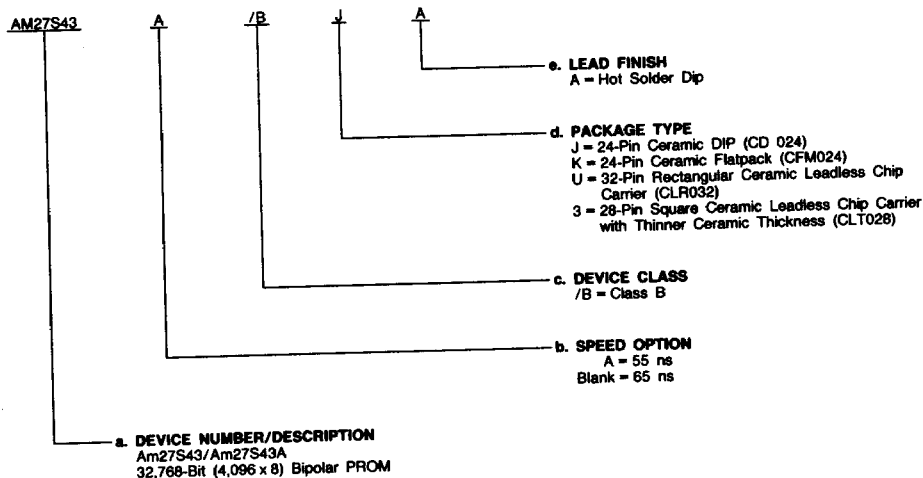 AM27S43 A /B J A
e. LEAD FINISH
A = Hot Solder Dip
d. PACKAGE TYPE
J = 24-Pin Ceramic DIP (CD 024)
K = 24-Pin Ceramic Flatpack (CFM024)
U = 32-Pin Rectangular Ceramic Leadless Chip
Carrier (CLR032)
3 = 28-Pin Square Ceramic Leadless Chip Carrier
with Thinner Ceramic Thickness (CLT028)
c. DEVICE CLASS
/B = Class B
b. SPEED OPTION
A = 55 ns
Blank = 65 ns
a. DEVICE NUMBER/DESCRIPTION
Am27S43/Am27S43A
32,768-Bit (4,096 x 8) Bipolar PROM